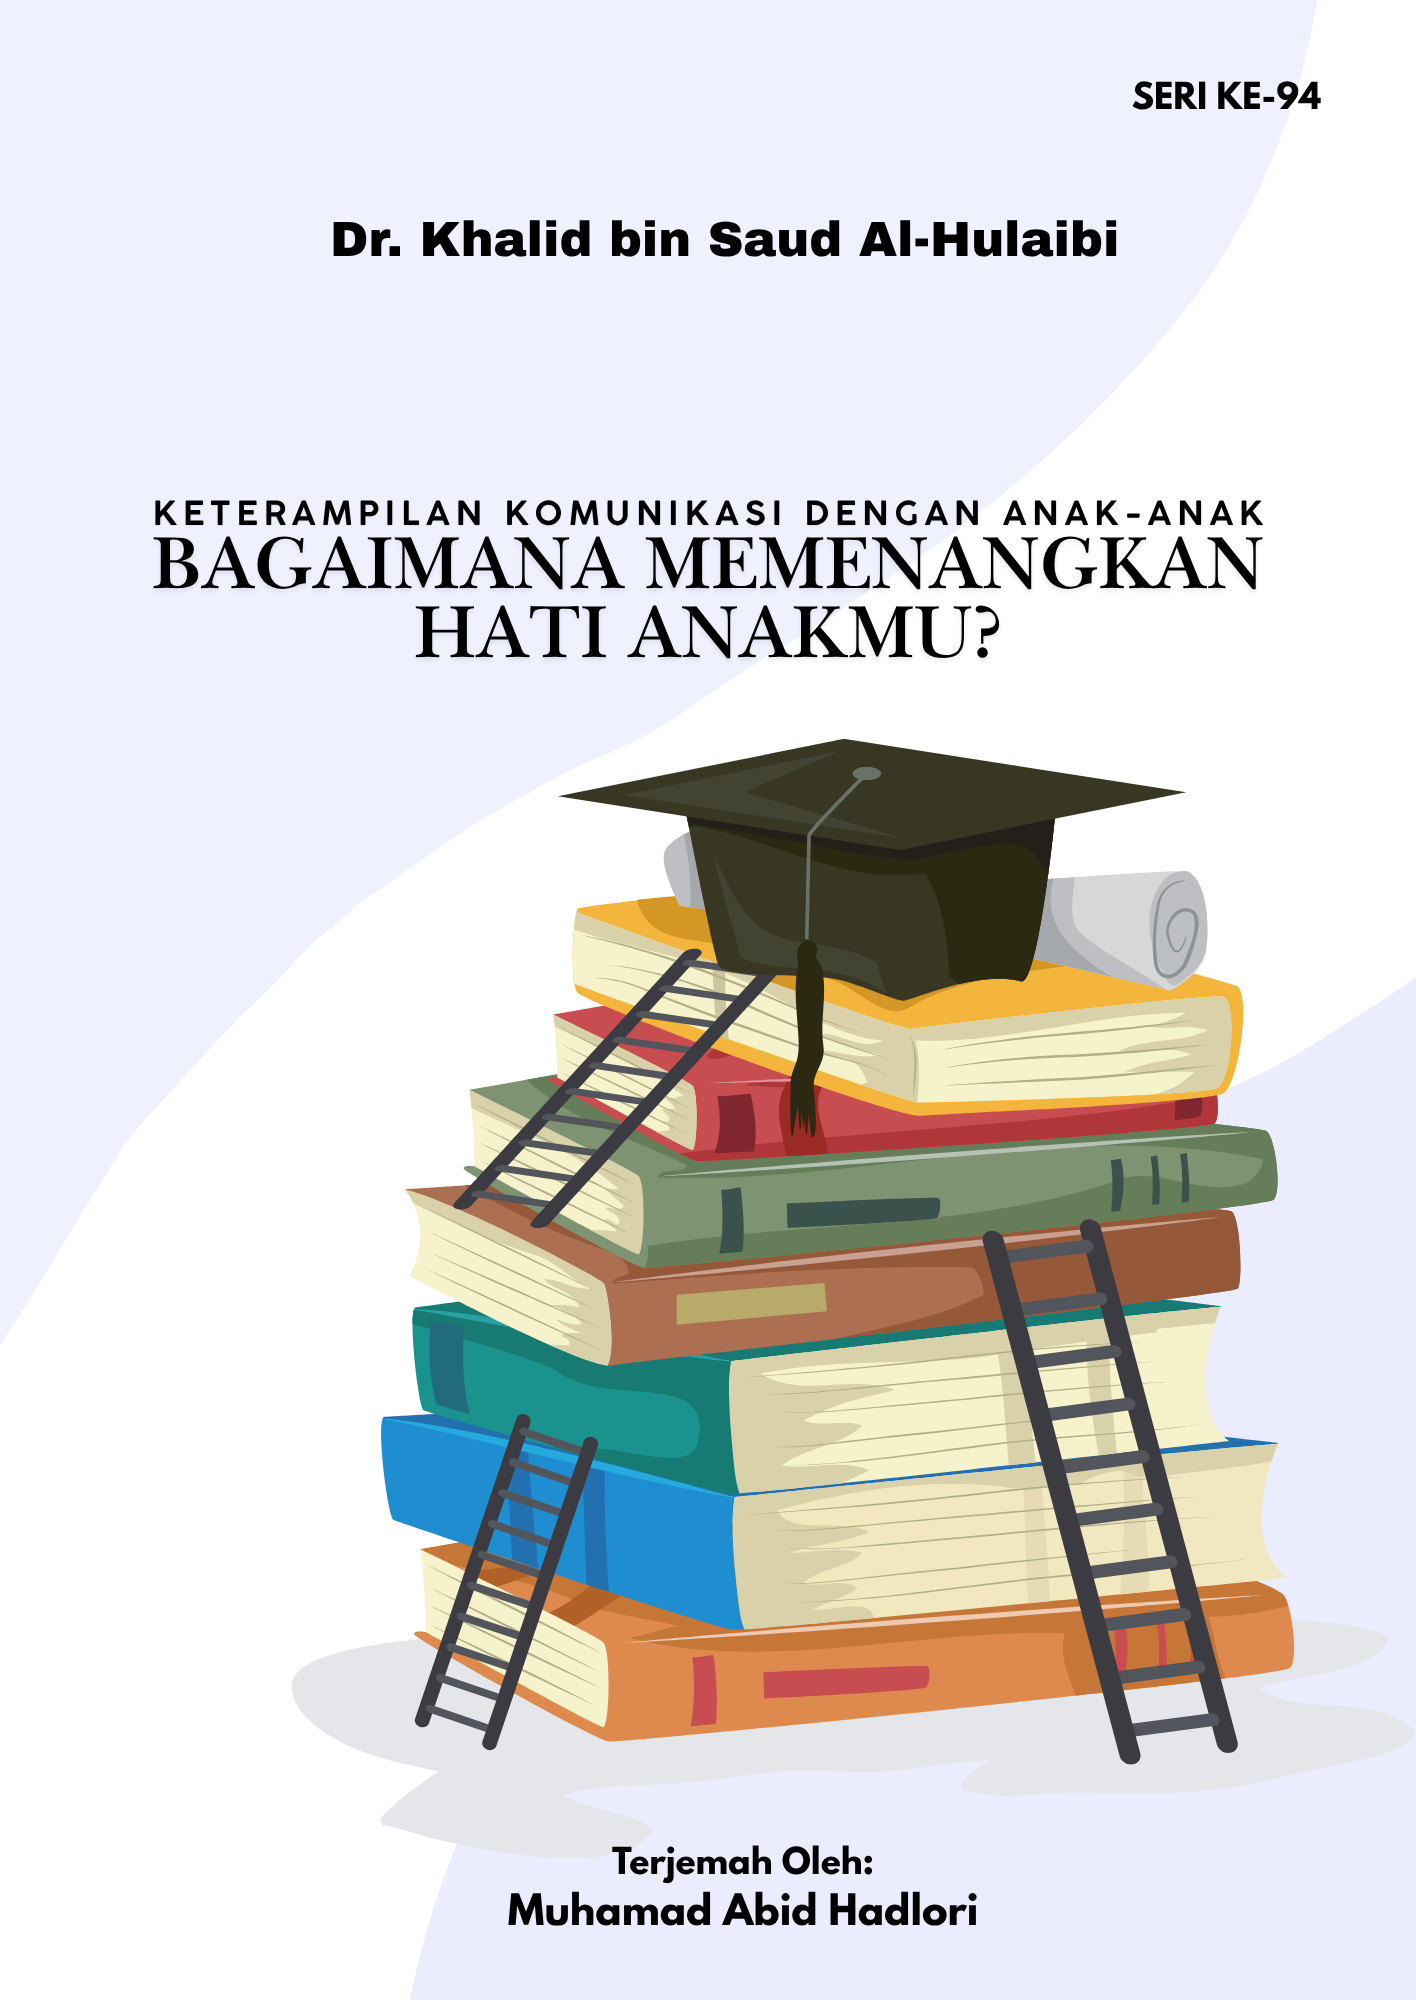 SERI KE-94
Dr. Khalid bin Saud Al-Hulaibi
KETERAMPILAN KOMUNIKASI DENGAN ANAK-ANAK
BAGAIMANA MEMENANGKAN
HATI ANAKMU?
Terjemah Oleh:
Muhamad Abid Hadlori